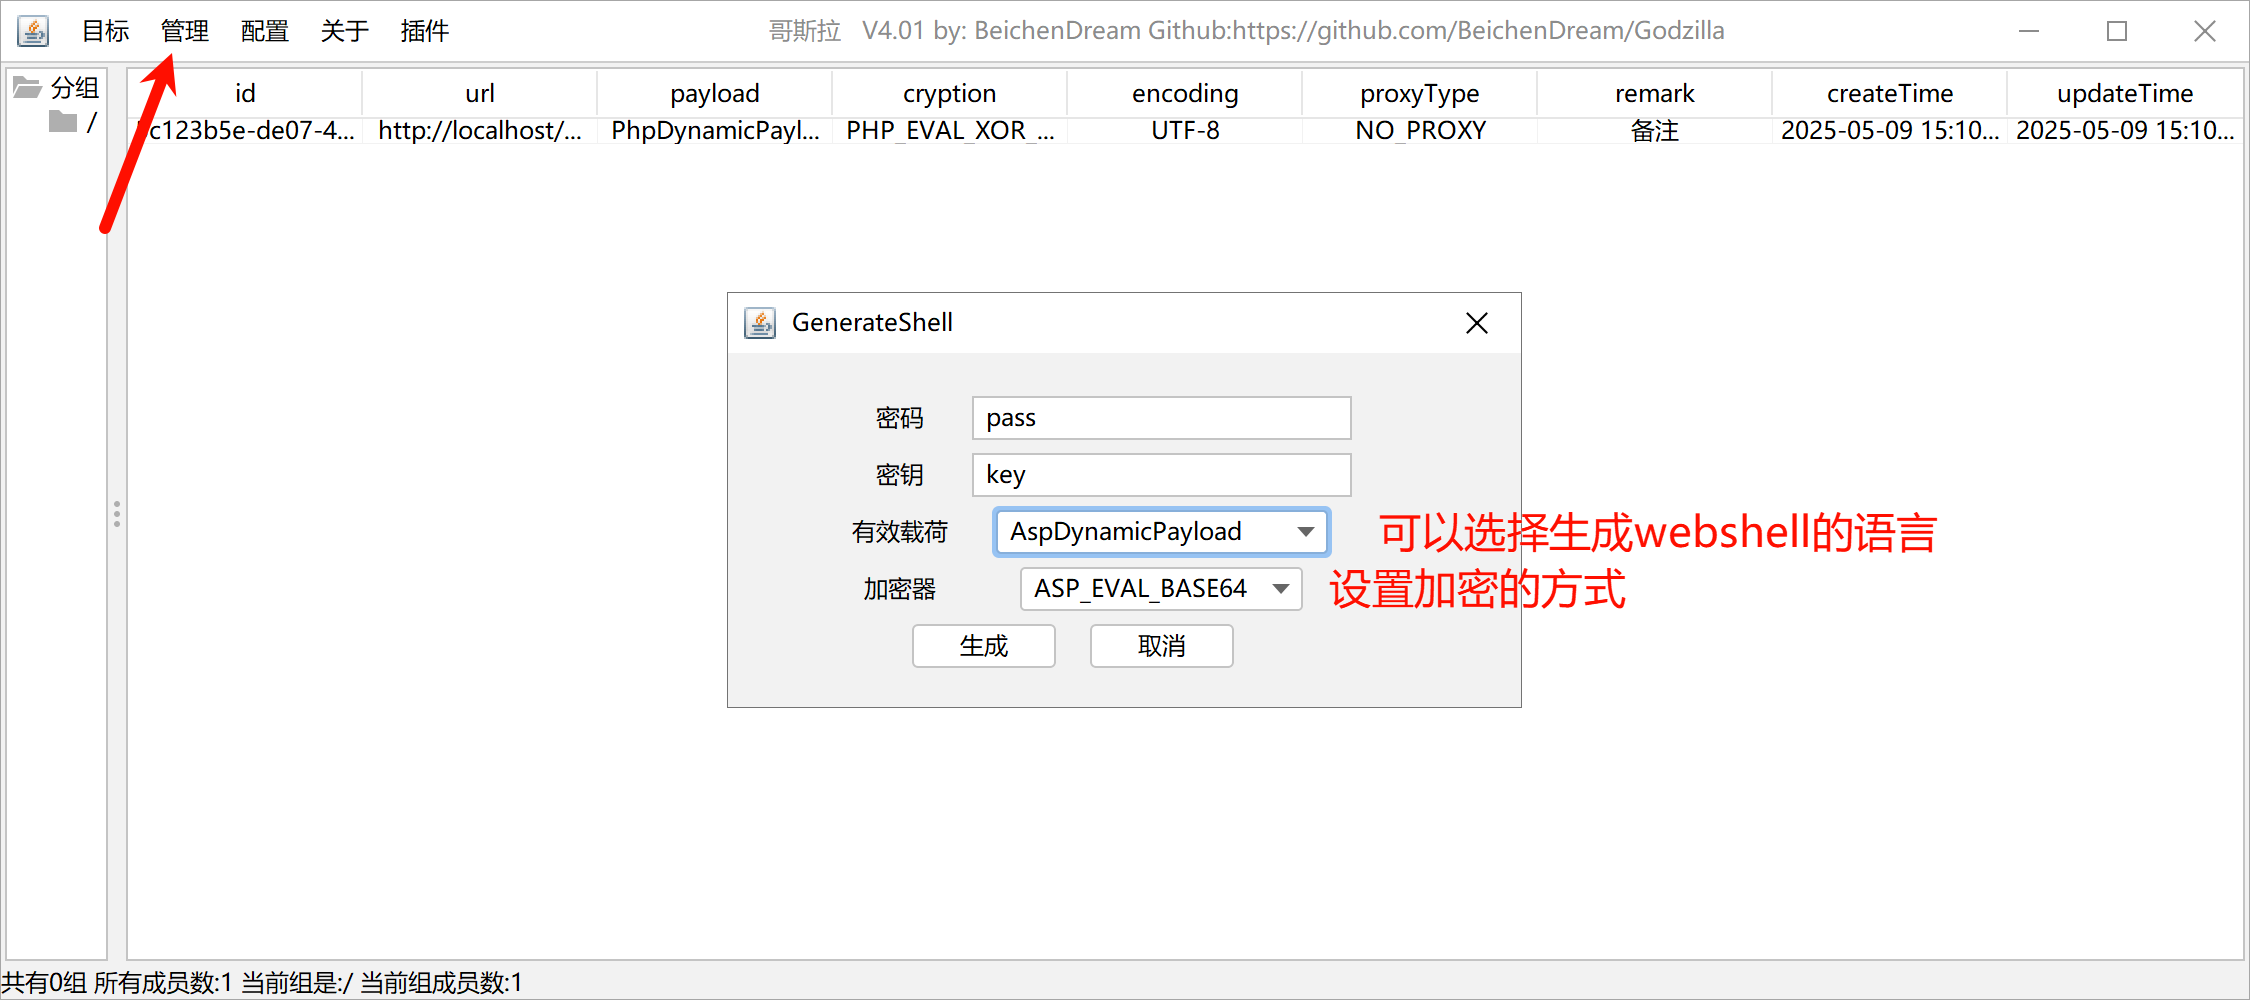 目标 管理 配置 关于 插件 哥斯拉 V4.01 by: BeichenDream Github:https://github.com/BeichenDream/Godzilla
分组
/
id url payload cryption encoding proxyType remark createTime updateTime
c123b5e-de07-4... http://localhost/... PhpDynamicPayl... PHP_EVAL_XOR_... UTF-8 NO_PROXY 备注 2025-05-09 15:10... 2025-05-09 15:10...
GenerateShell
密码 pass
密钥 key
有效载荷 AspDynamicPayload 可以选择生成webshell的语言
加密器 ASP_EVAL_BASE64 设置加密的方式
生成 取消
共有0组 所有成员数:1 当前组是:/ 当前组成员数:1